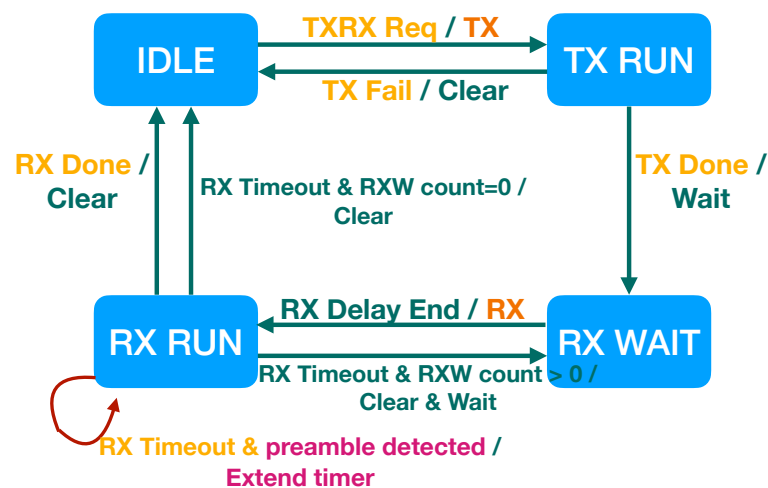 IDLE
TXRX Req / TX
TX RUN
TX Fail / Clear
RX Done /
Clear
RX Timeout & RXW count=0 /
Clear
TX Done /
Wait
RX RUN
RX Delay End / RX
RX WAIT
RX Timeout & RXW count > 0 /
Clear & Wait
RX Timeout & preamble detected /
Extend timer